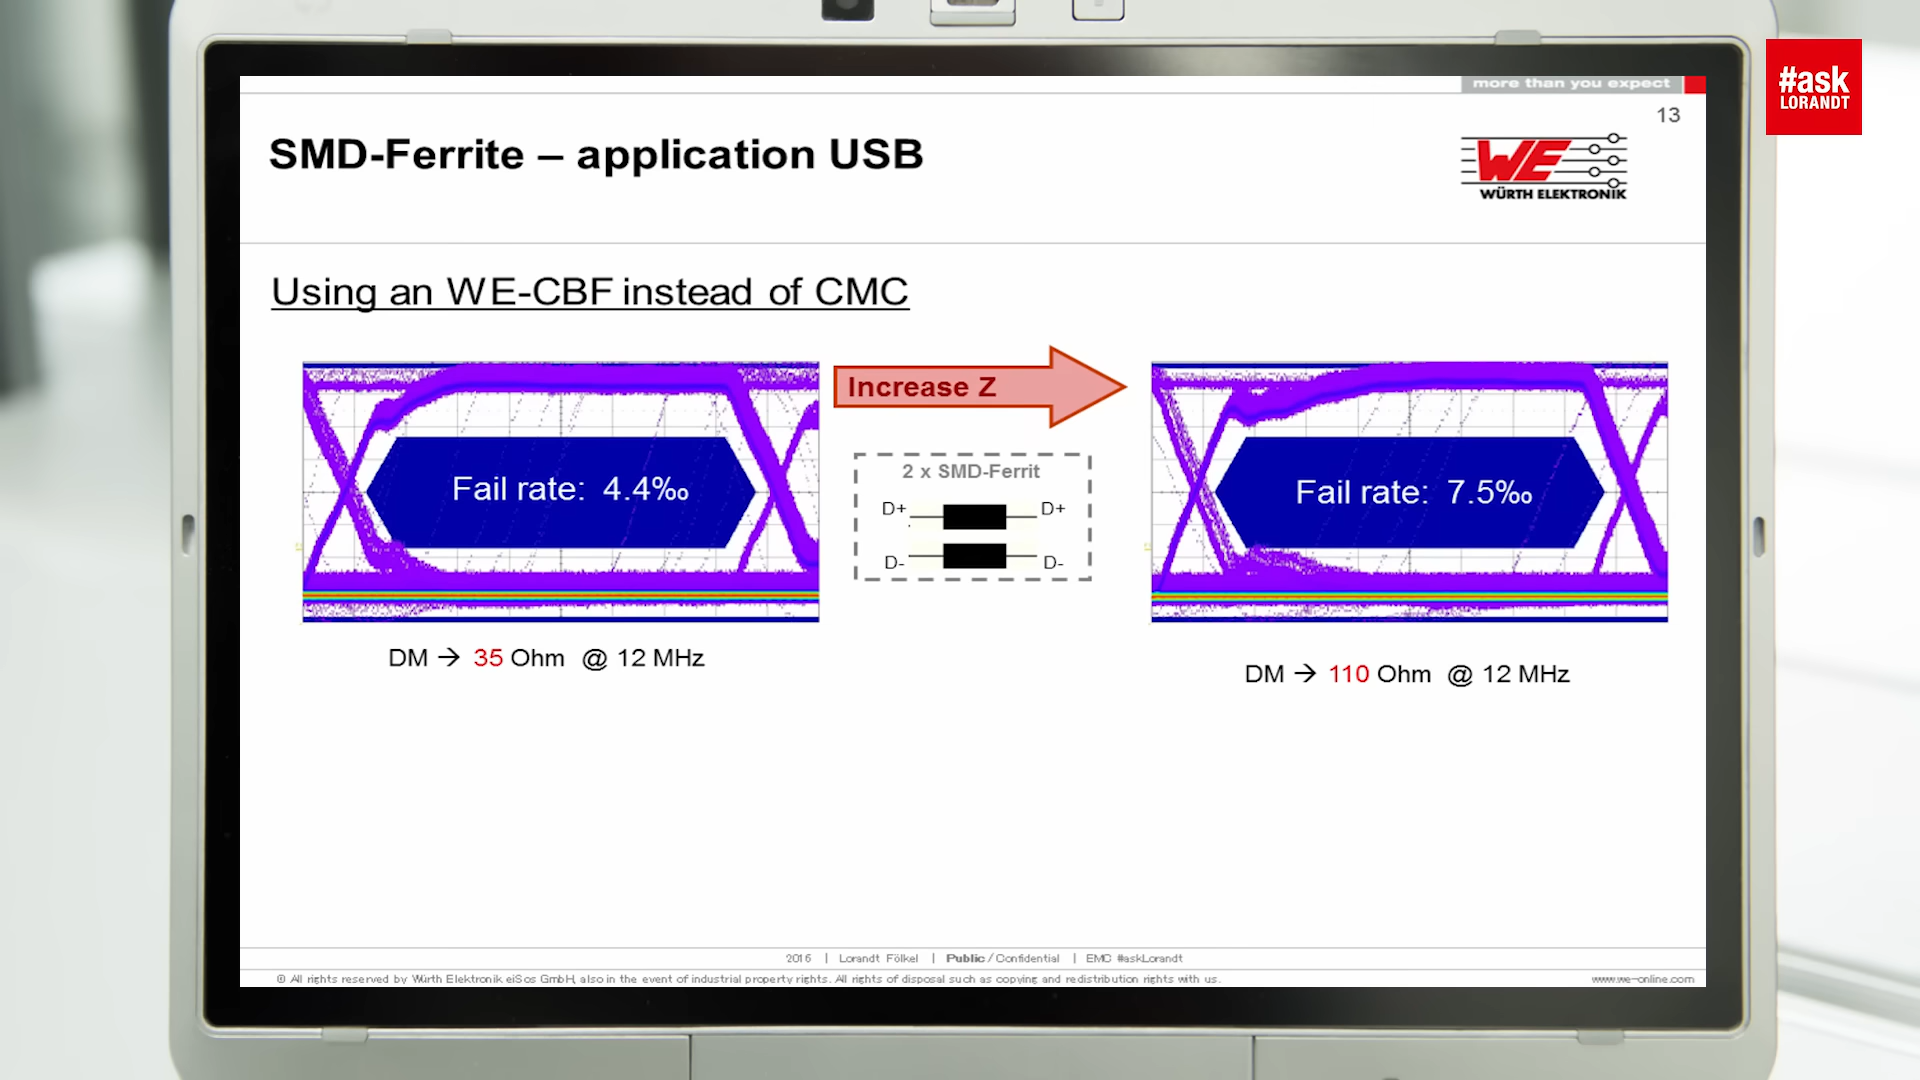 more than you expect
#ask
LORANDT
13
SMD-Ferrite – application USB
WE
WÜRTH ELEKTRONIK
Using an WE-CBF instead of CMC
Increase Z
Fail rate: 4.4‰
2 x SMD-Ferrit
D+ D+
D- D-
Fail rate: 7.5‰
DM → 35 Ohm @ 12 MHz
DM → 110 Ohm @ 12 MHz
2016 | Lorandt Fölkel | Public / Confidential | EMC #askLorandt
© All rights reserved by Würth Elektronik eiSos GmbH, also in the event of industrial property rights. All rights of disposal such as copying and redistribution rights with us.
www.we-online.com